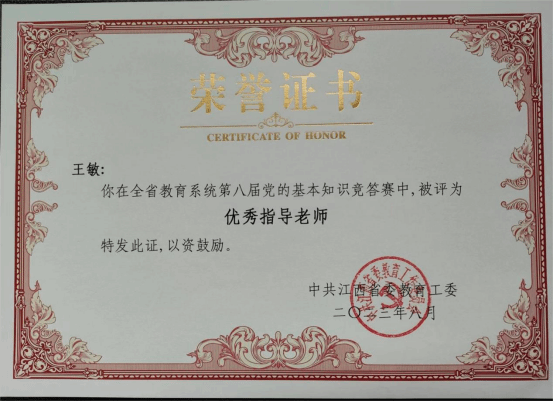 荣誉证书
CERTIFICATE OF HONOR
王敏:
你在全省教育系统第八届党的基本知识竞答赛中,被评为
优秀指导老师
特发此证,以资鼓励。
中共江西省委教育工委
二〇二三年八月